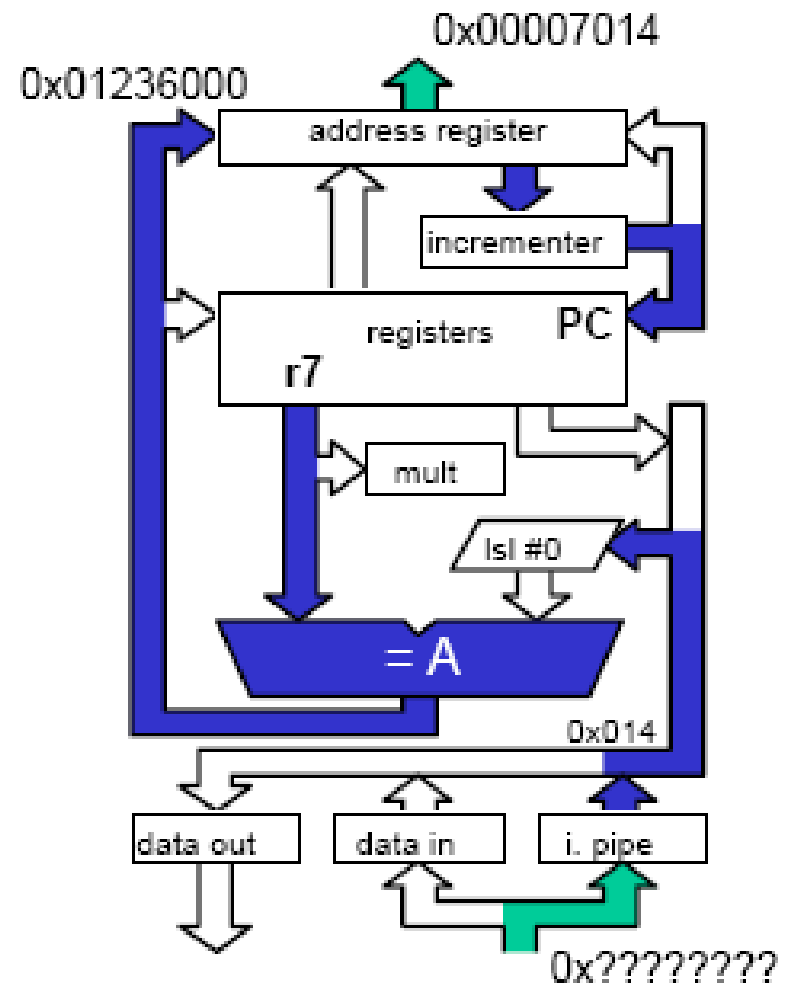 0x00007014
0x01236000
address register
incrementer
PC
registers
r7
mult
lsl #0
= A
0x014
data out
data in
i. pipe
0x????????